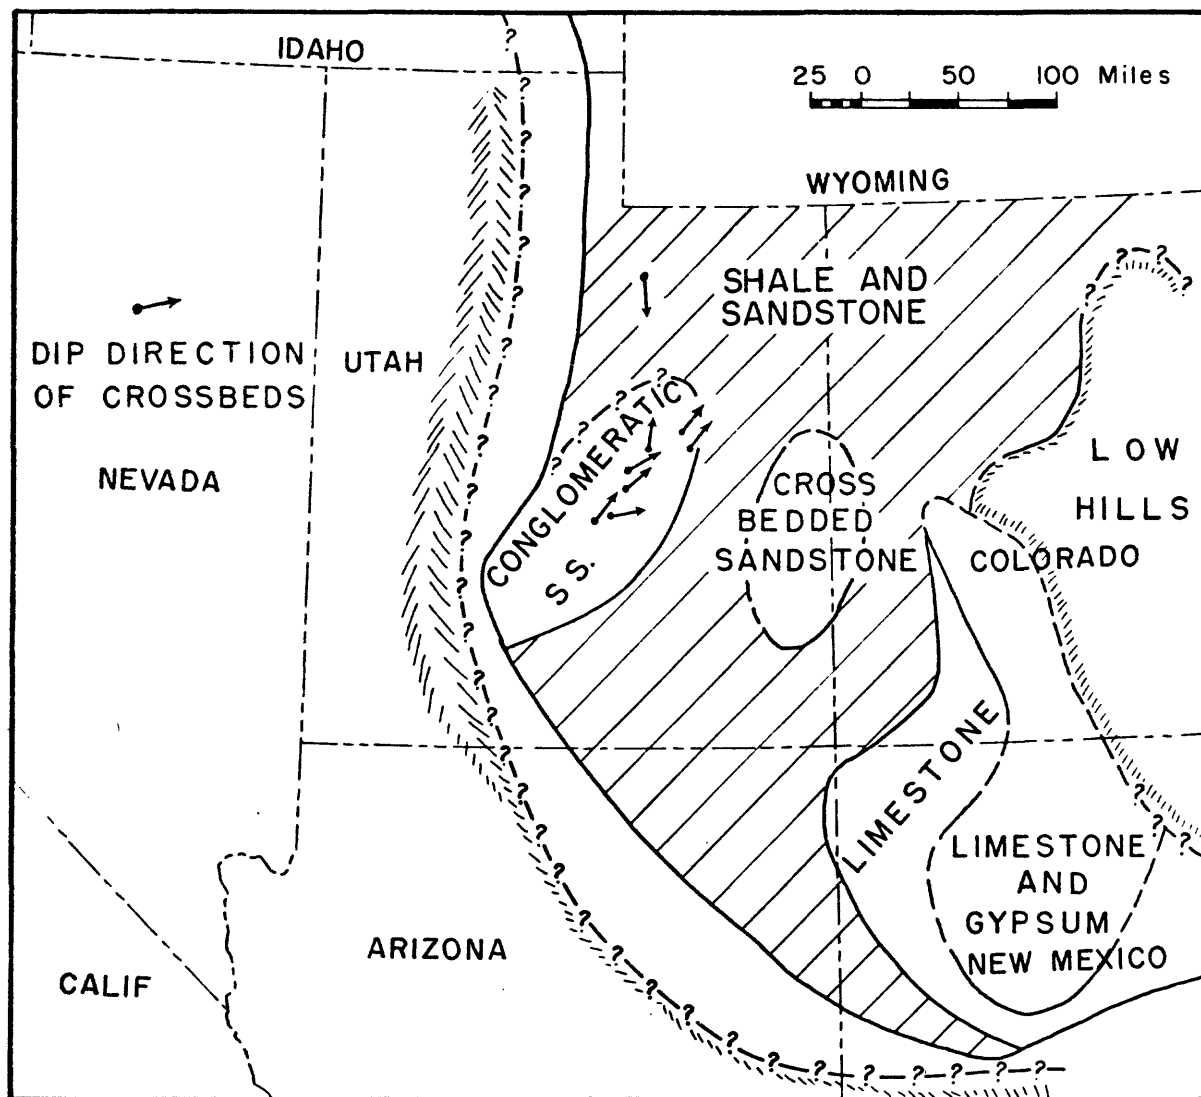 IDAHO
25 0 50 100 Miles
WYOMING
SHALE AND
SANDSTONE
DIP DIRECTION
OF CROSSBEDS
UTAH
NEVADA
CONGLOMERATIC
S S.
CROSS
BEDDED
SANDSTONE
LOW
HILLS
COLORADO
LIMESTONE
LIMESTONE
AND
GYPSUM
NEW MEXICO
ARIZONA
CALIF